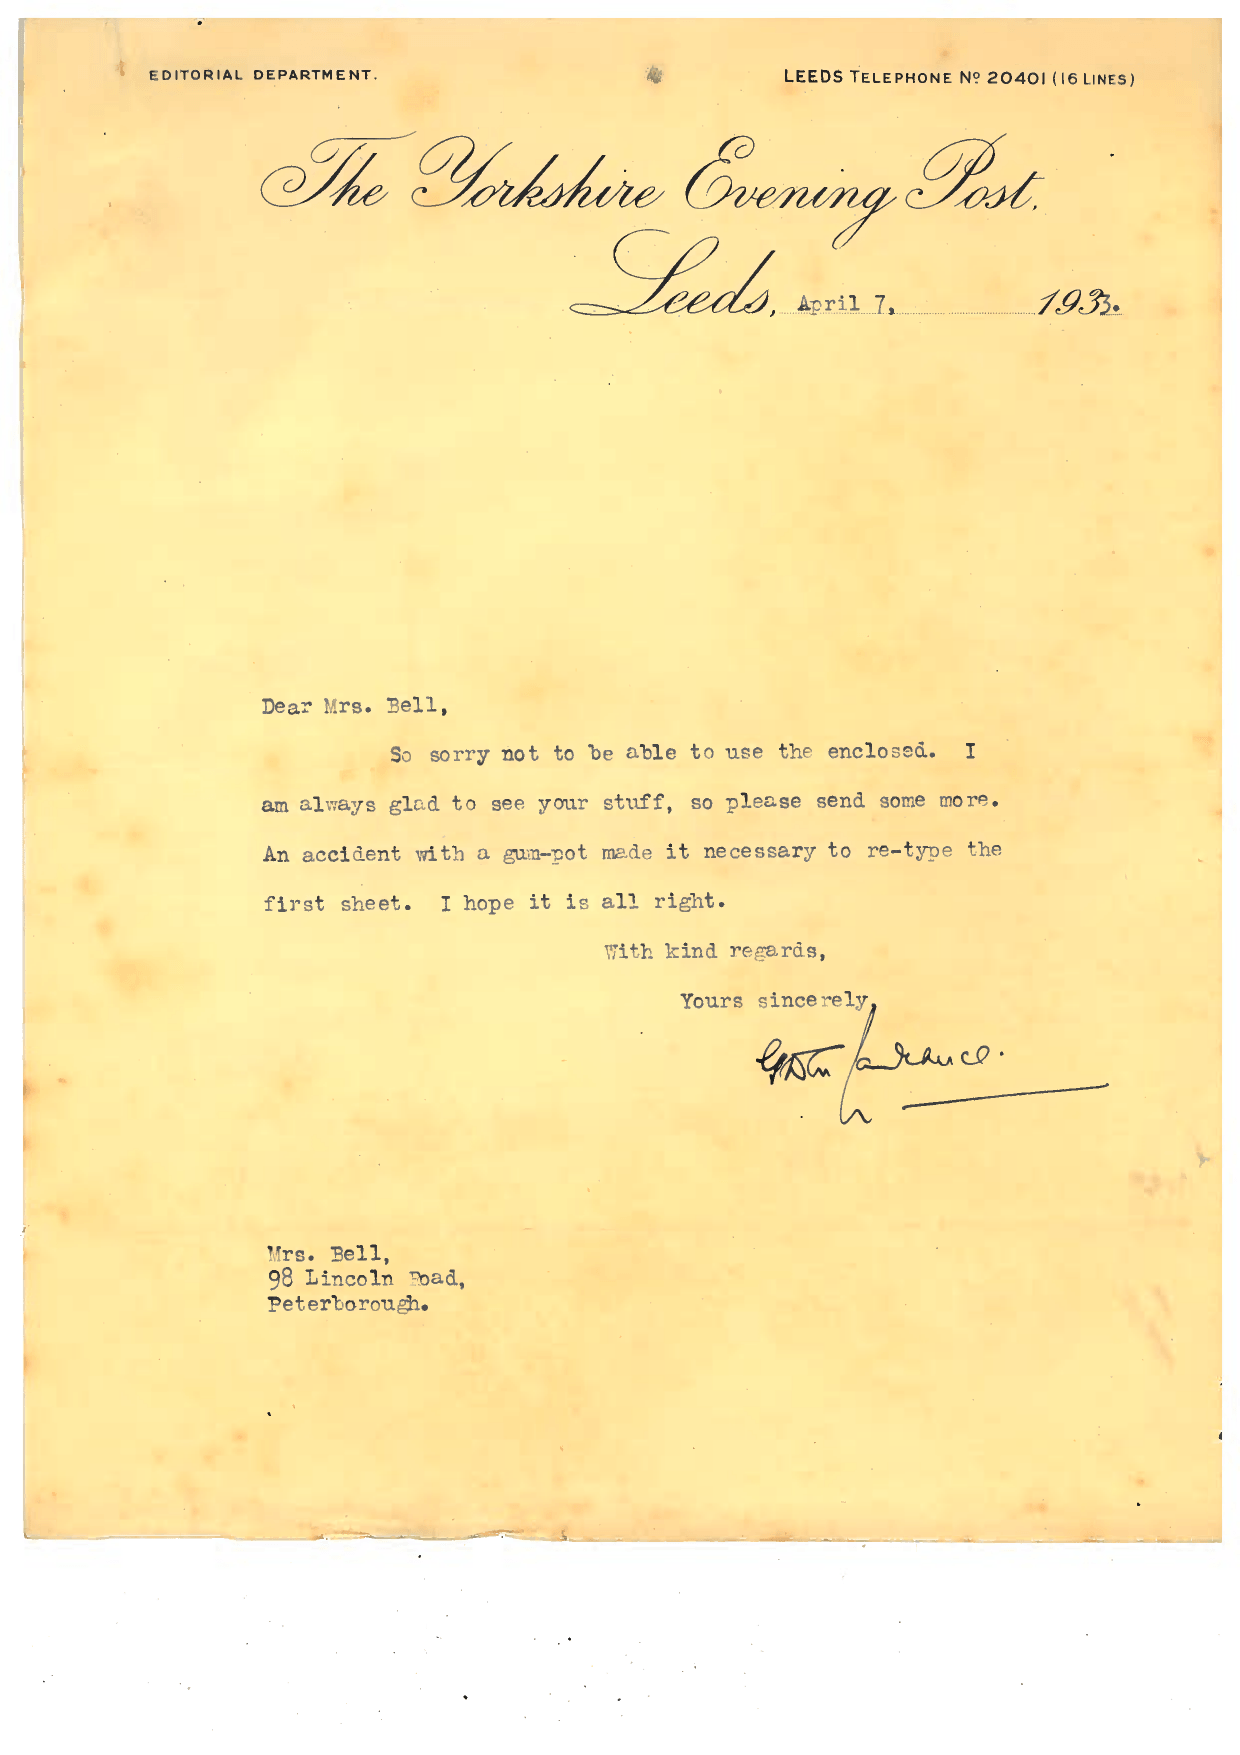 EDITORIAL DEPARTMENT.
LEEDS TELEPHONE Nº 20401 (16 LINES)
The Yorkshire Evening Post.
Leeds, April 7, 1933.
Dear Mrs. Bell,
So sorry not to be able to use the enclosed. I
am always glad to see your stuff, so please send some more.
An accident with a gum-pot made it necessary to re-type the
first sheet. I hope it is all right.
With kind regards,
Yours sincerely,
Mrs. Bell,
98 Lincoln Road,
Peterborough.